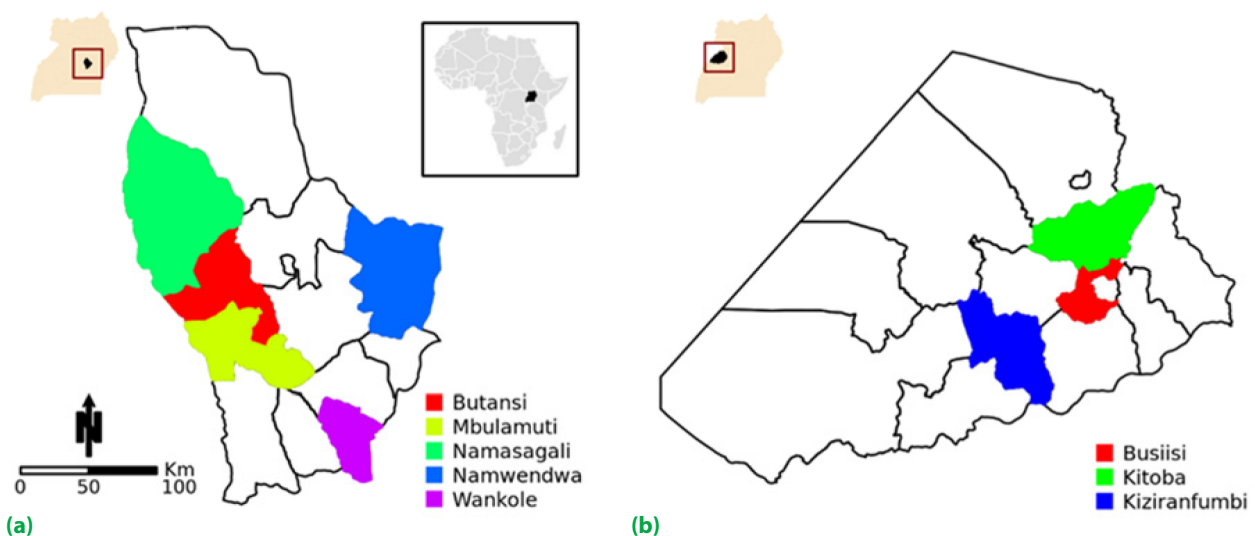 N
Km
0 50 100
Butansi
Mbulamuti
Namasagali
Namwendwa
Wankole
(a)
Busiisi
Kitoba
Kiziranfumbi
(b)